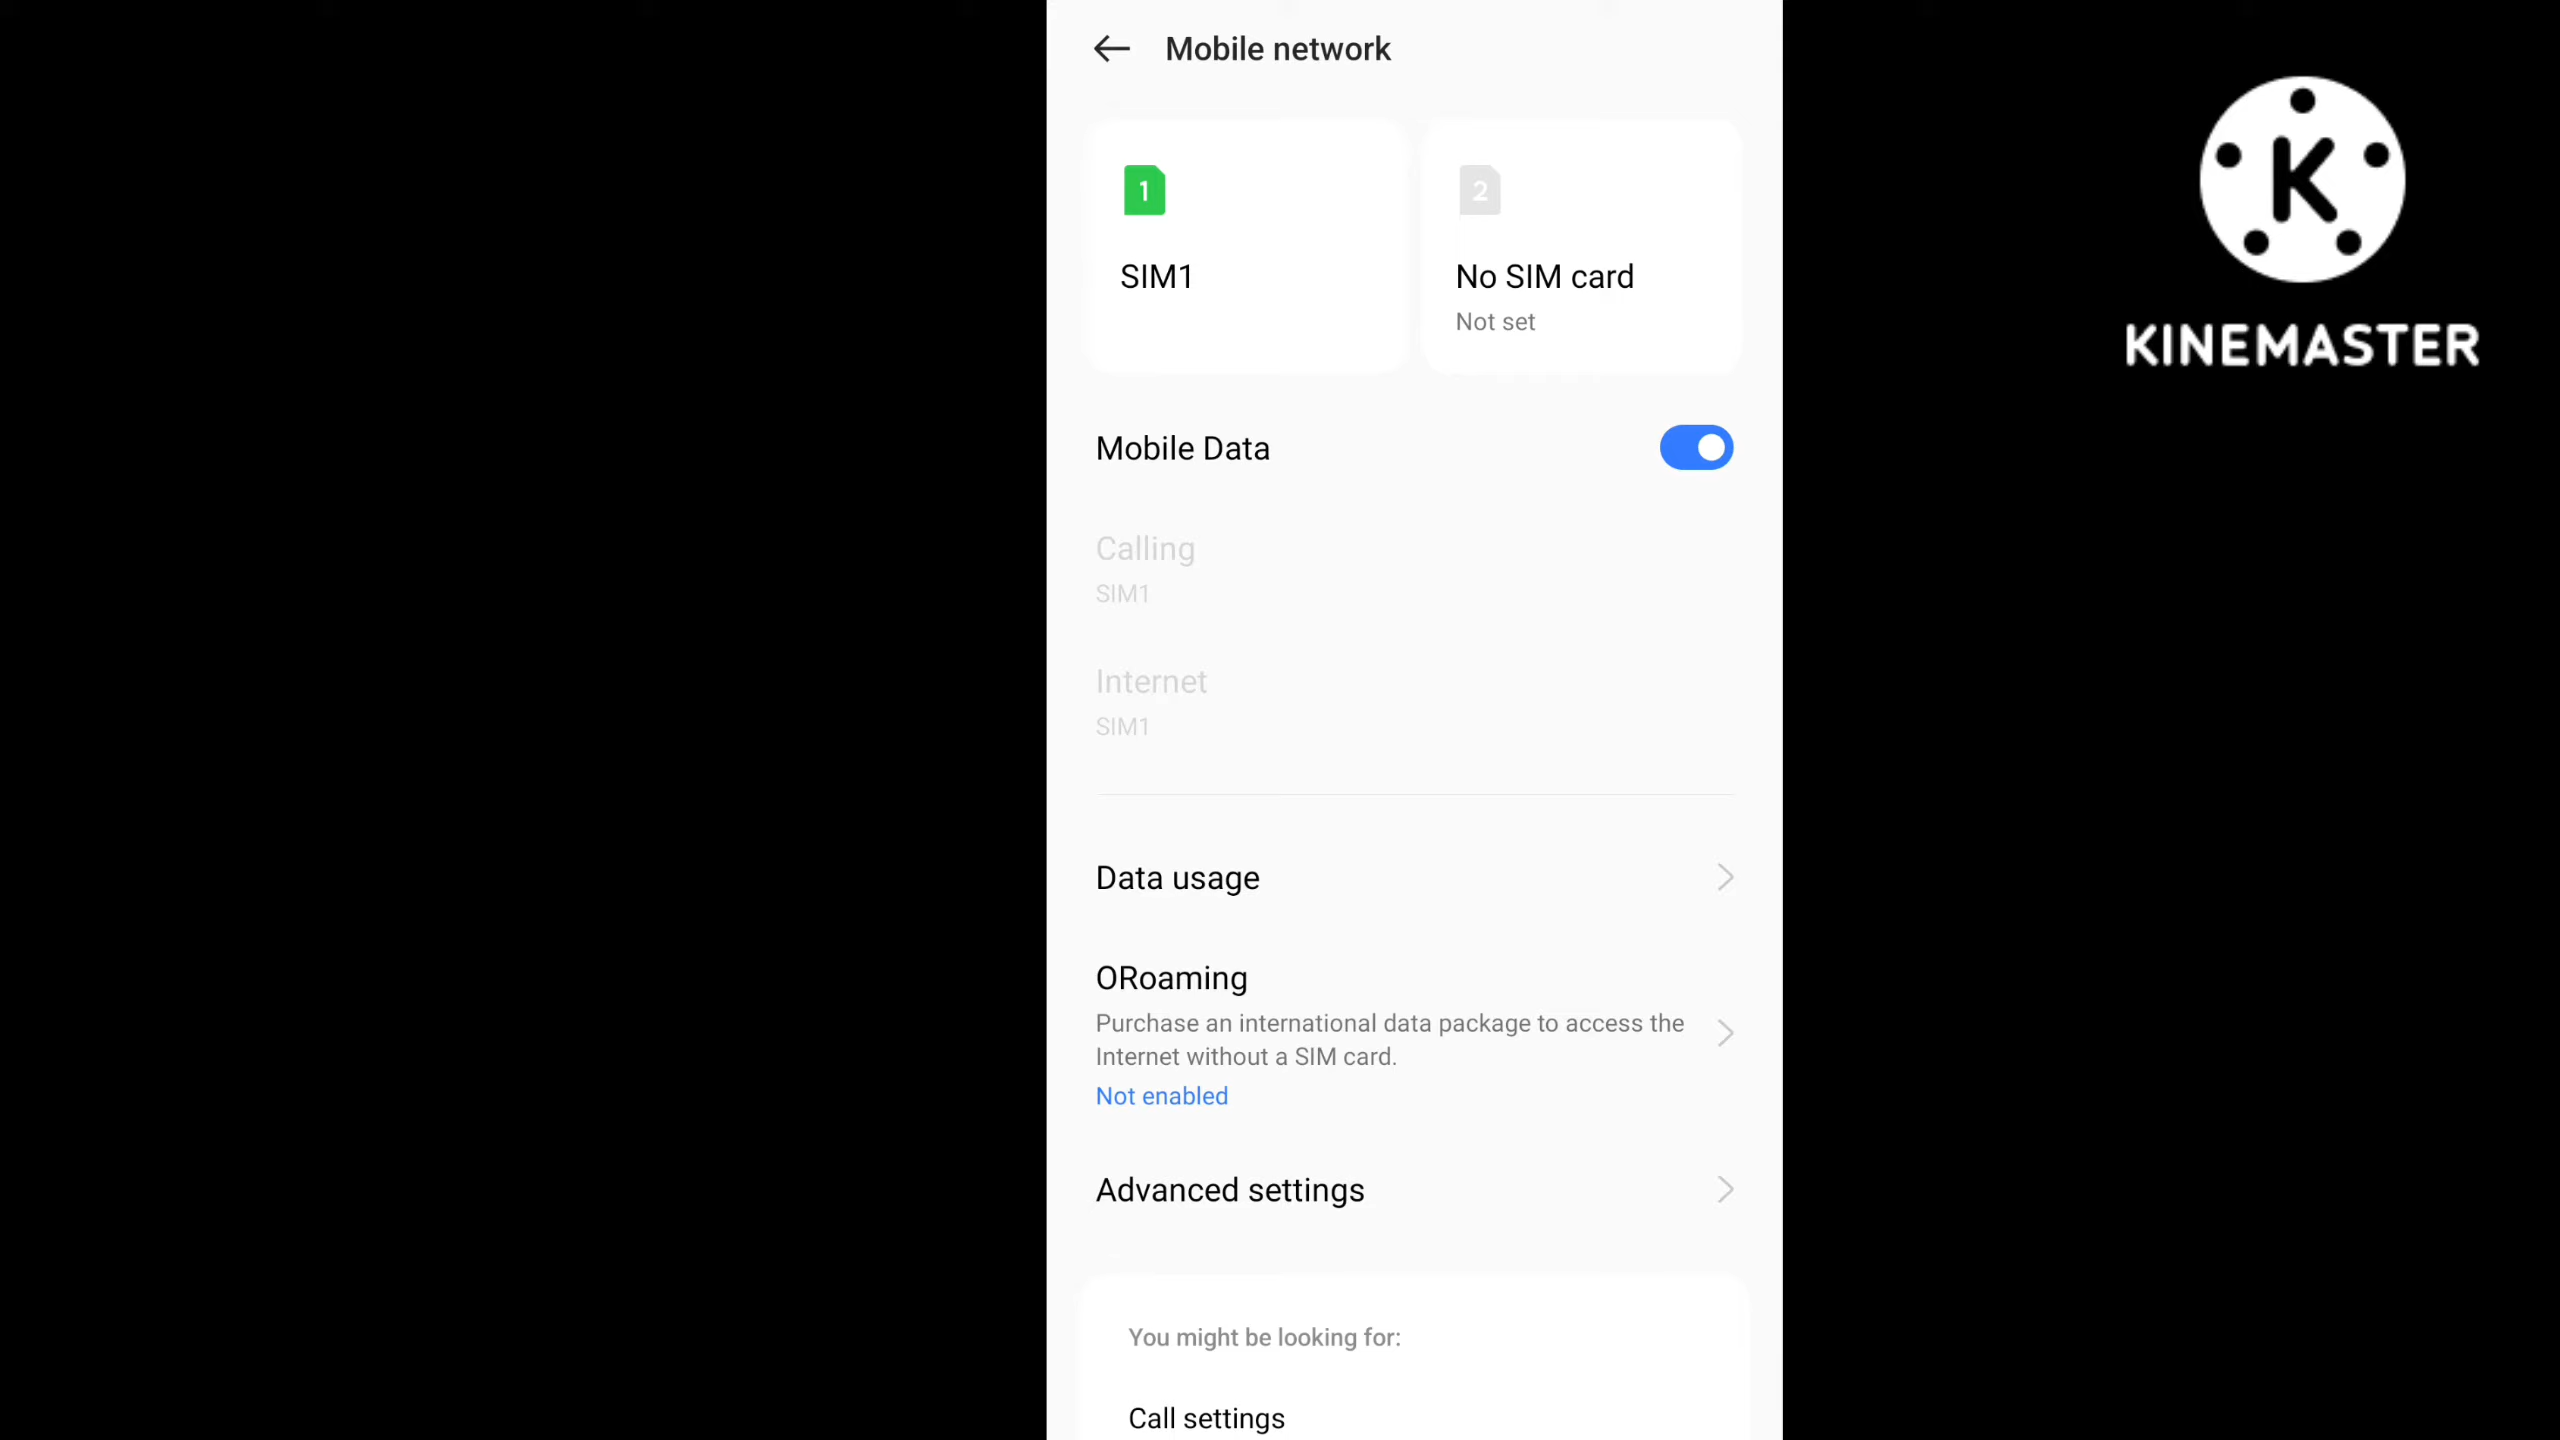 Mobile network
1
2
SIM1
No SIM card
Not set
Mobile Data
Calling
SIM1
Internet
SIM1
Data usage
ORoaming
Purchase an international data package to access the
Internet without a SIM card.
Not enabled
Advanced settings
You might be looking for:
Call settings
K
KINEMASTER